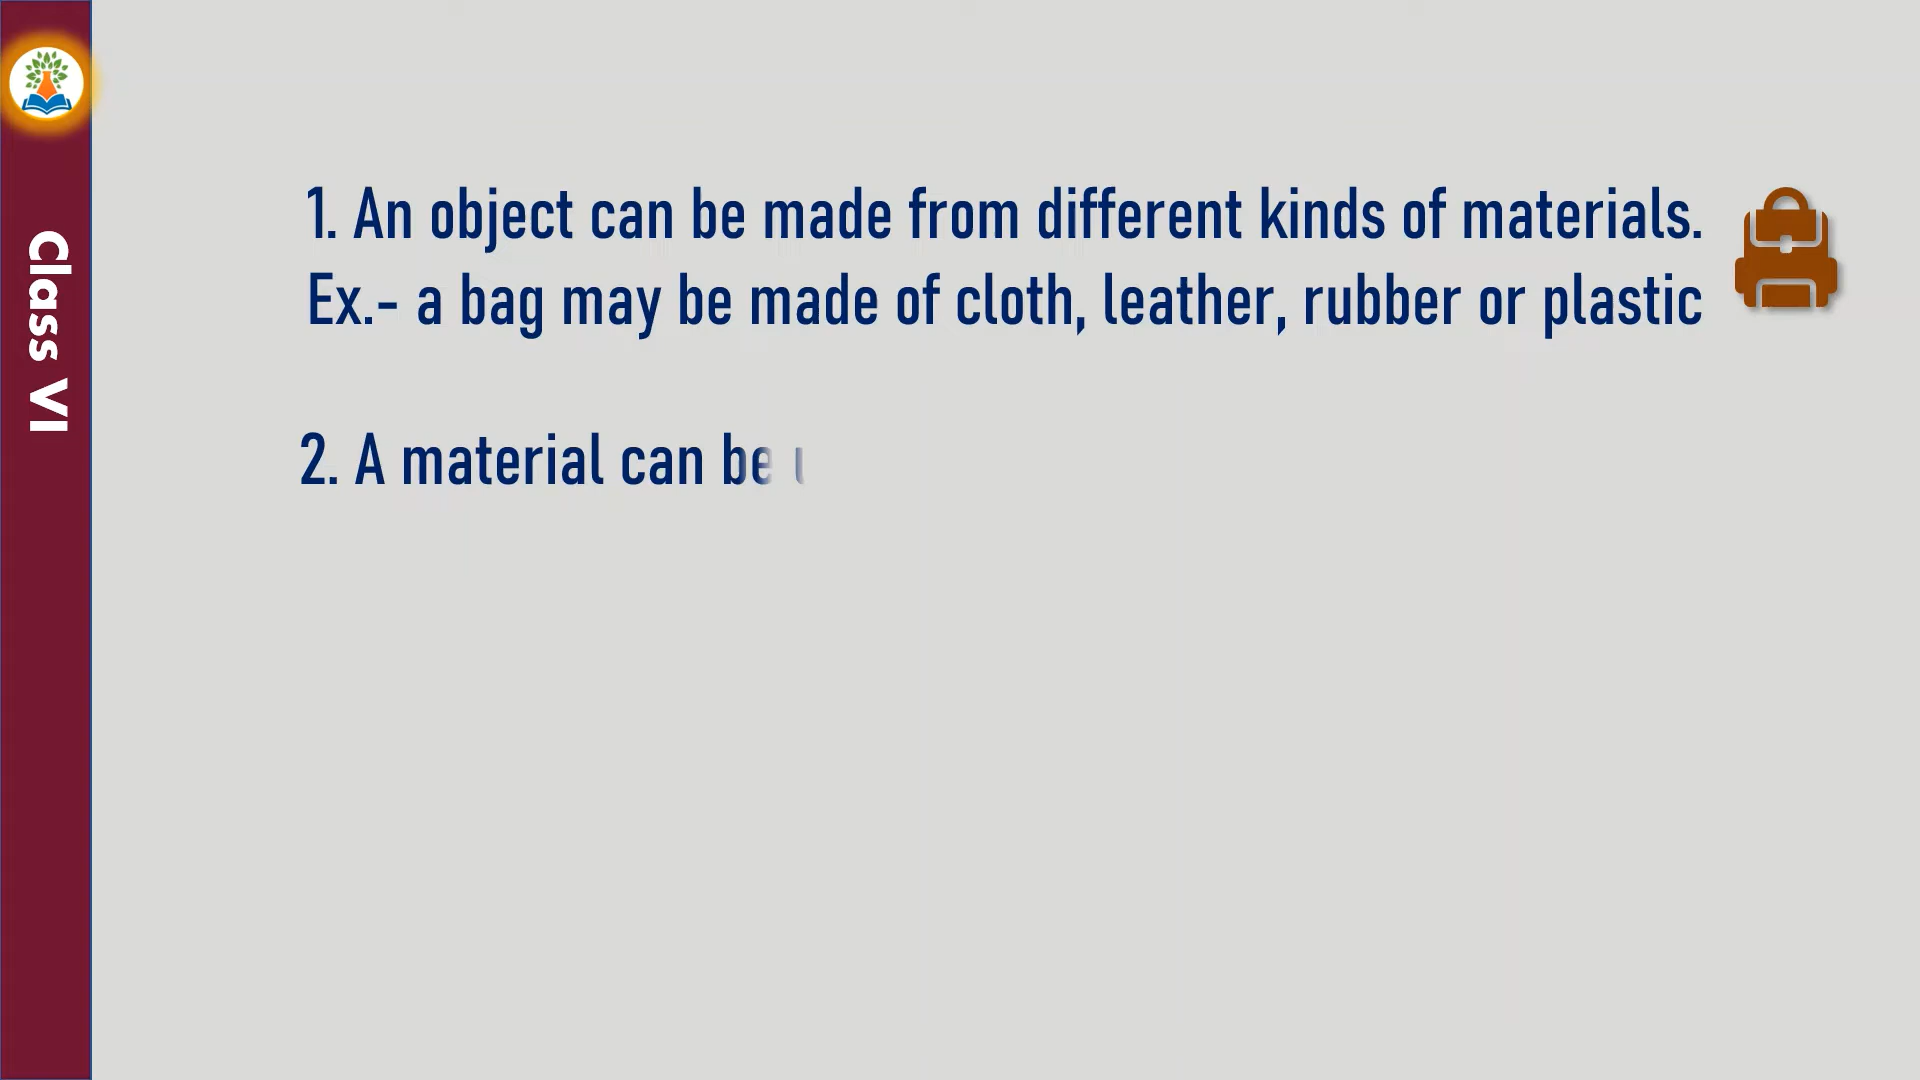 Class VI
1. An object can be made from different kinds of materials.
Ex.- a bag may be made of cloth, leather, rubber or plastic
2. A material can be